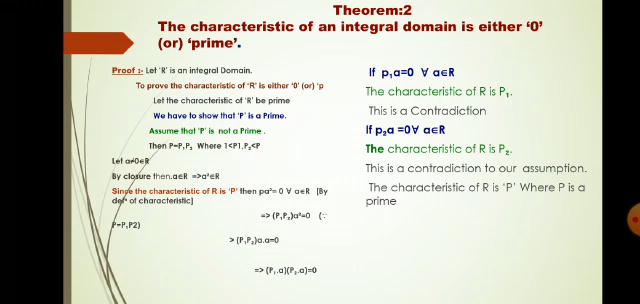 Theorem:2
The characteristic of an integral domain is either ‘0’
(or) ‘prime’.
Proof :- Let ‘R’ is an integral Domain.
To prove the characteristic of ‘R’ is either ‘0’ (or) ‘p
Let the characteristic of ‘R’ be prime
We have to show that ‘P’ is a Prime.
Assume that ‘P’ is not a Prime .
Then P=P₁P₂ Where 1<P1,P₂<P
Let a≠0∈R
By closure then.a∈R =>a²∈R
Since the characteristic of R is ‘P’ then pa²= 0 ∀ a∈R [By
defⁿ of characteristic]
=> (P₁P₂)a²=0 (∵
P=P₁P2)
> (P₁P₂)a.a=0
=> (P₁.a)(P₂.a)=0
If p₁a=0 ∀ a∈R
The characteristic of R is P₁.
This is a Contradiction
If p₂a =0∀ a∈R
The characteristic of R is P₂.
This is a contradiction to our assumption.
The characteristic of R is ‘P’ Where P is a
prime